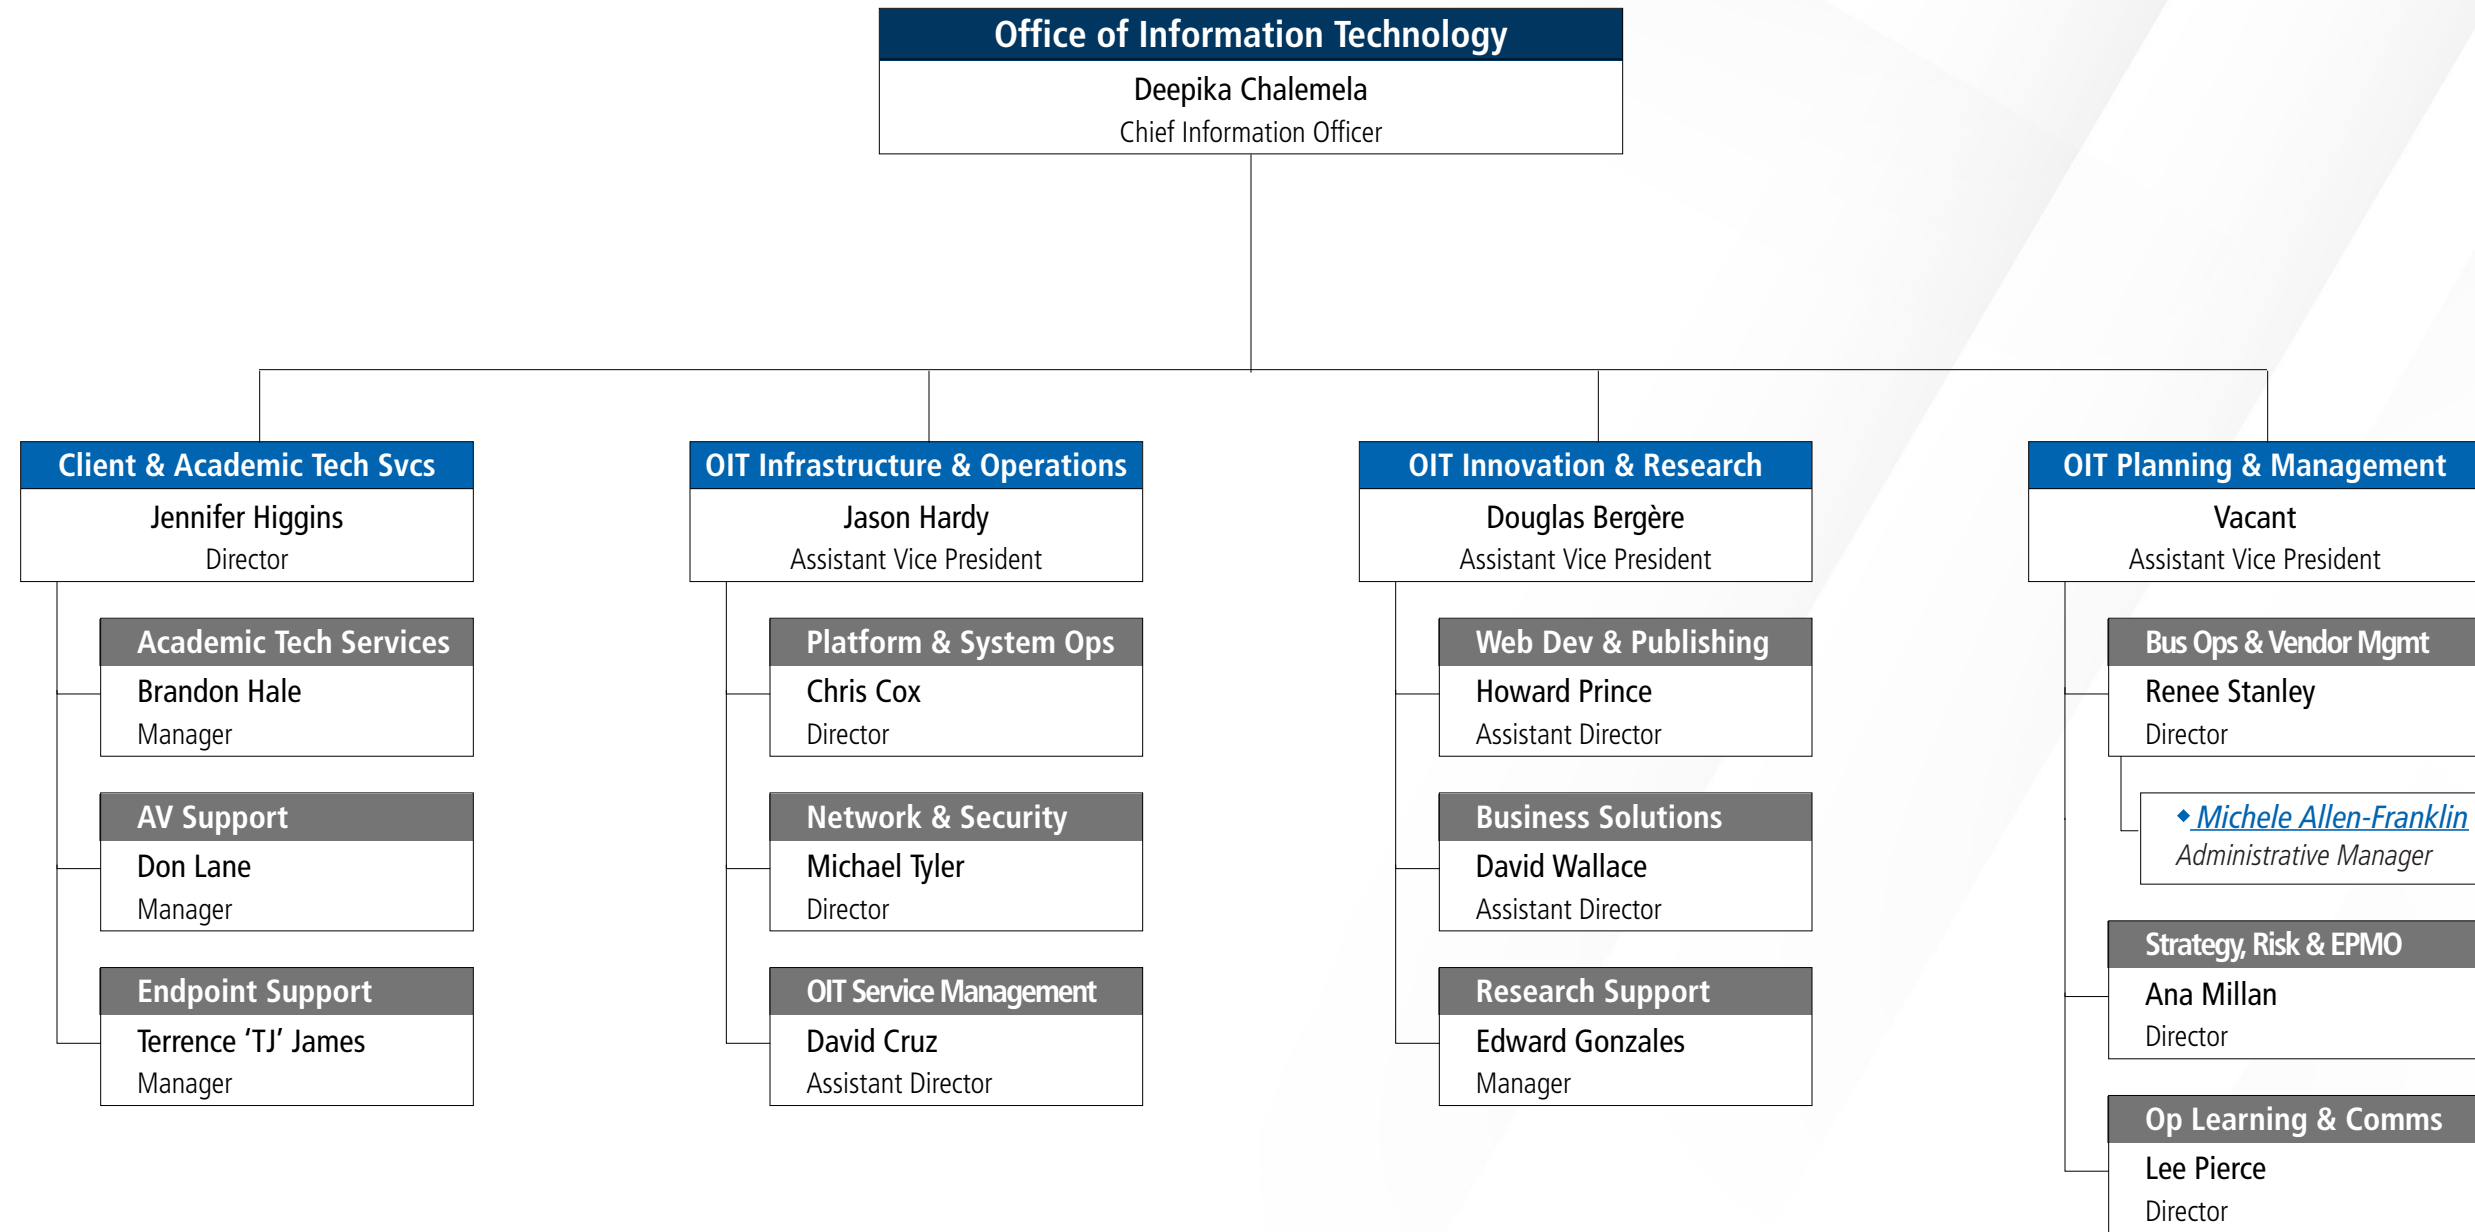 Office of Information Technology
Deepika Chalemela
Chief Information Officer
Client & Academic Tech Svcs
Jennifer Higgins
Director
Academic Tech Services
Brandon Hale
Manager
AV Support
Don Lane
Manager
Endpoint Support
Terrence ‘TJ’ James
Manager
OIT Infrastructure & Operations
Jason Hardy
Assistant Vice President
Platform & System Ops
Chris Cox
Director
Network & Security
Michael Tyler
Director
OIT Service Management
David Cruz
Assistant Director
OIT Innovation & Research
Douglas Bergère
Assistant Vice President
Web Dev & Publishing
Howard Prince
Assistant Director
Business Solutions
David Wallace
Assistant Director
Research Support
Edward Gonzales
Manager
OIT Planning & Management
Vacant
Assistant Vice President
Bus Ops & Vendor Mgmt
Renee Stanley
Director
◆ Michele Allen-Franklin
Administrative Manager
Strategy, Risk & EPMO
Ana Millan
Director
Op Learning & Comms
Lee Pierce
Director